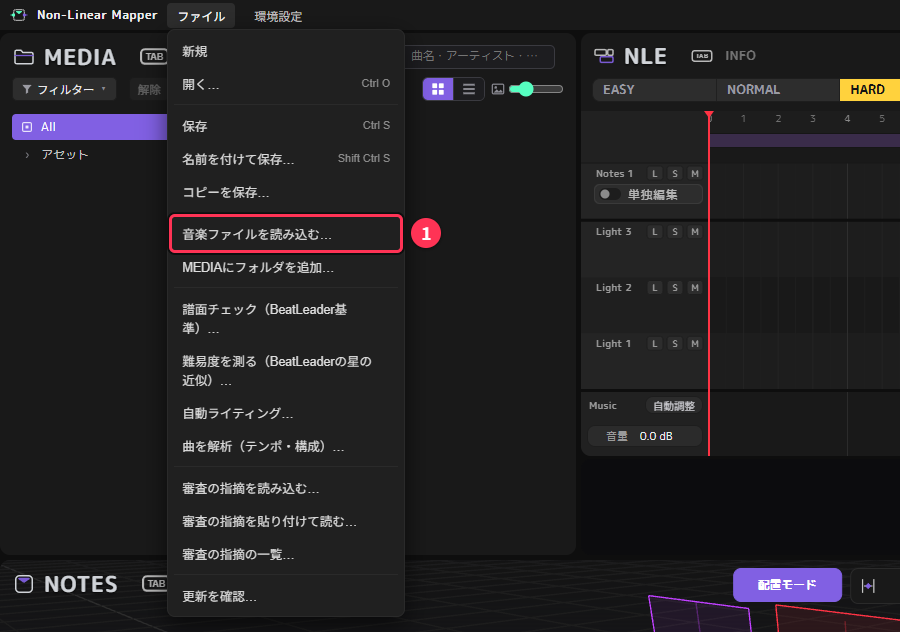 Non-Linear Mapper ファイル 環境設定
MEDIA TAB
フィルター 解除
All
アセット
新規
開く... Ctrl O
保存 Ctrl S
名前を付けて保存... Shift Ctrl S
コピーを保存...
音楽ファイルを読み込む...
1
MEDIAにフォルダを追加...
譜面チェック（BeatLeader基
準）...
難易度を測る（BeatLeaderの星の
近似）...
自動ライティング...
曲を解析（テンポ・構成）...
審査の指摘を読み込む...
審査の指摘を貼り付けて読む...
審査の指摘の一覧...
更新を確認...
曲名・アーティスト・...
NLE TAB INFO
EASY NORMAL HARD
1 2 3 4 5
Notes 1 L S M
単独編集
Light 3 L S M
Light 2 L S M
Light 1 L S M
Music 自動調整
音量 0.0 dB
NOTES TAB
配置モード